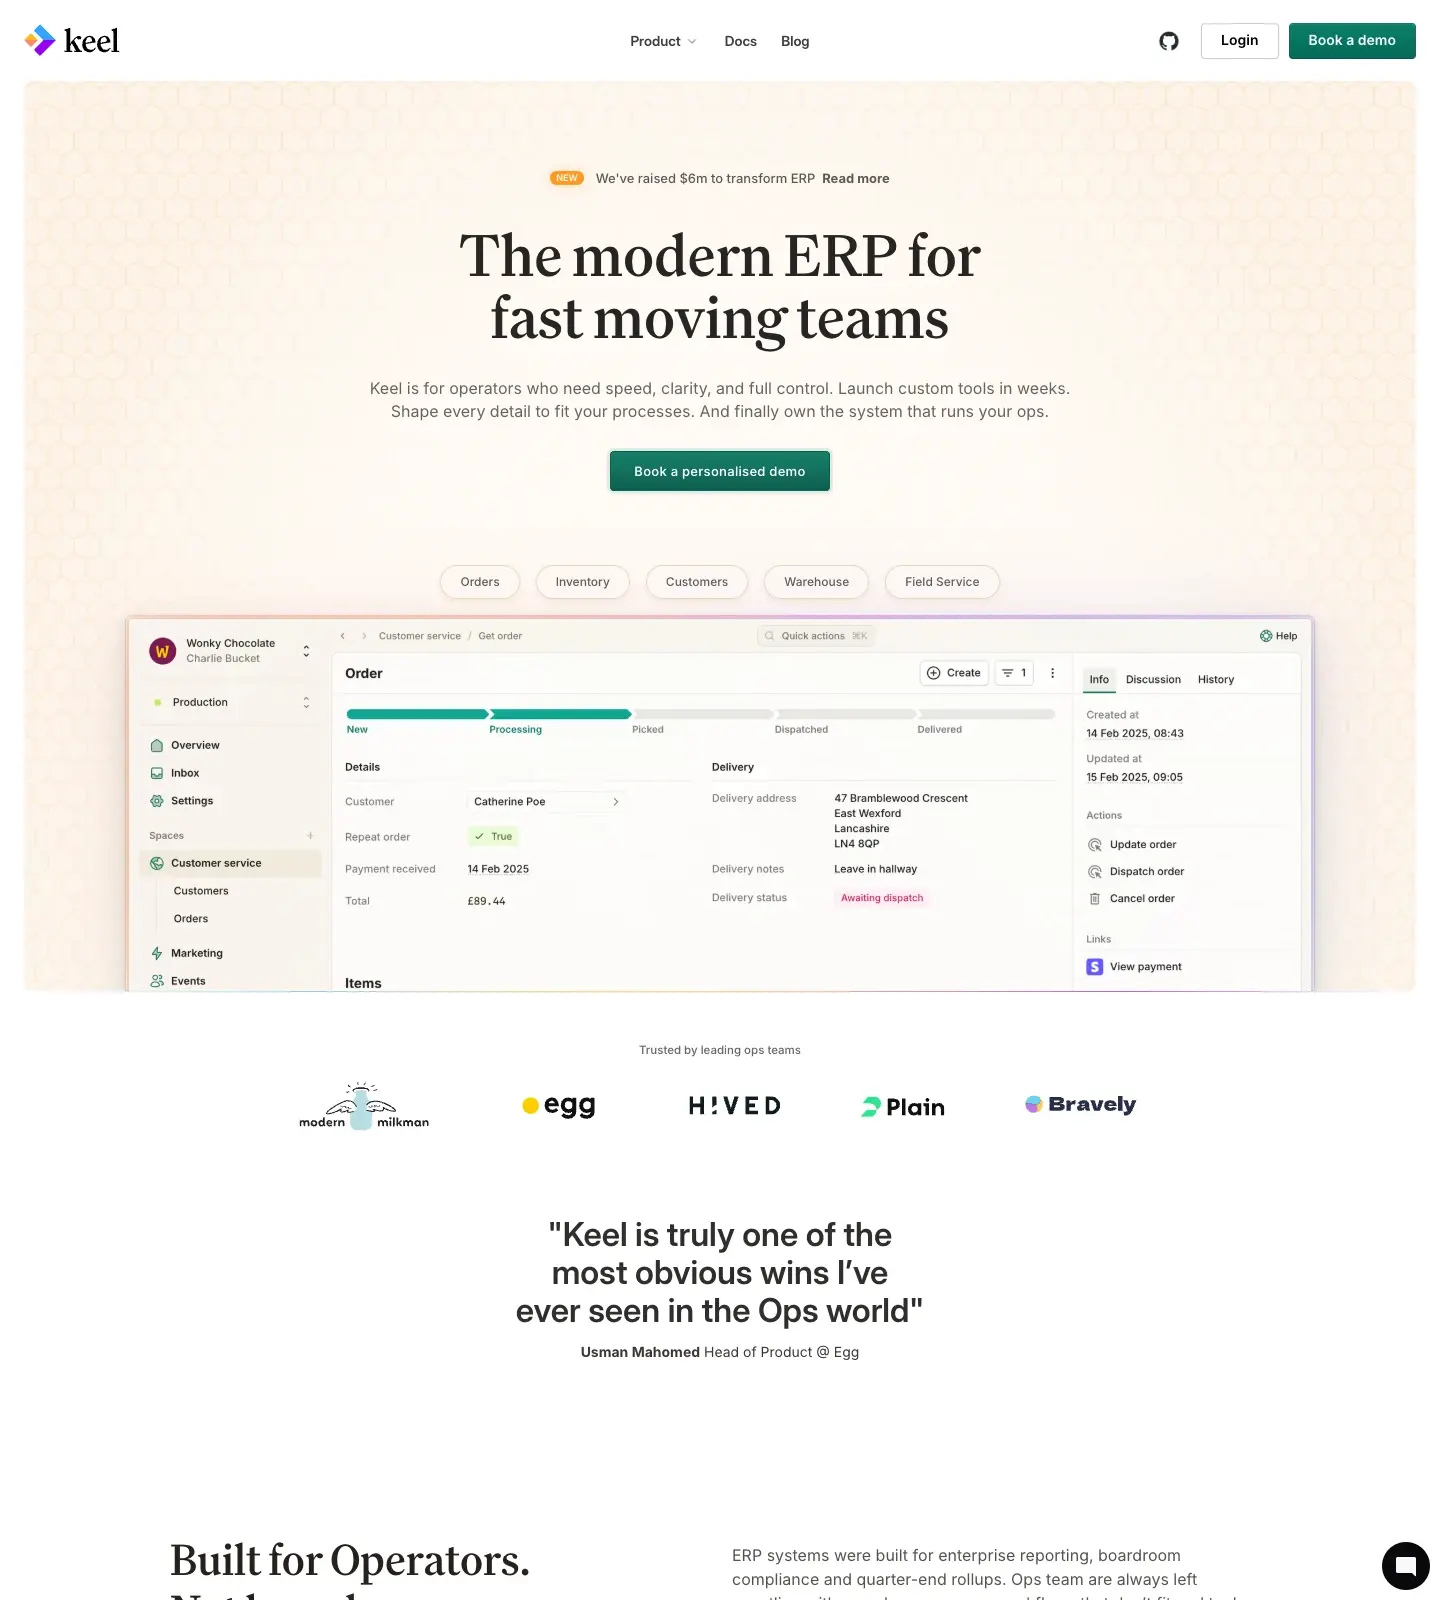 keel
Product
Docs
Blog
Login
Book a demo
NEW We've raised $6m to transform ERP Read more
The modern ERP for
fast moving teams
Keel is for operators who need speed, clarity, and full control. Launch custom tools in weeks.
Shape every detail to fit your processes. And finally own the system that runs your ops.
Book a personalised demo
Orders
Inventory
Customers
Warehouse
Field Service
W
Wonky Chocolate
Charlie Bucket
Production
Overview
Inbox
Settings
Spaces +
Customer service
Customers
Orders
Marketing
Events
Customer service / Get order
Quick actions ⌘K
Help
Order
Create
1
New
Processing
Picked
Dispatched
Delivered
Details
Customer Catherine Poe
Repeat order True
Payment received 14 Feb 2025
Total £89.44
Delivery
Delivery address 47 Bramblewood Crescent
East Wexford
Lancashire
LN4 8QP
Delivery notes Leave in hallway
Delivery status Awaiting dispatch
Items
Info
Discussion
History
Created at
14 Feb 2025, 08:43
Updated at
15 Feb 2025, 09:05
Actions
Update order
Dispatch order
Cancel order
Links
S View payment
Trusted by leading ops teams
modern milkman
egg
H!VED
Plain
Bravely
"Keel is truly one of the
most obvious wins I’ve
ever seen in the Ops world"
Usman Mahomed Head of Product @ Egg
Built for Operators.
ERP systems were built for enterprise reporting, boardroom
compliance and quarter-end rollups. Ops team are always left